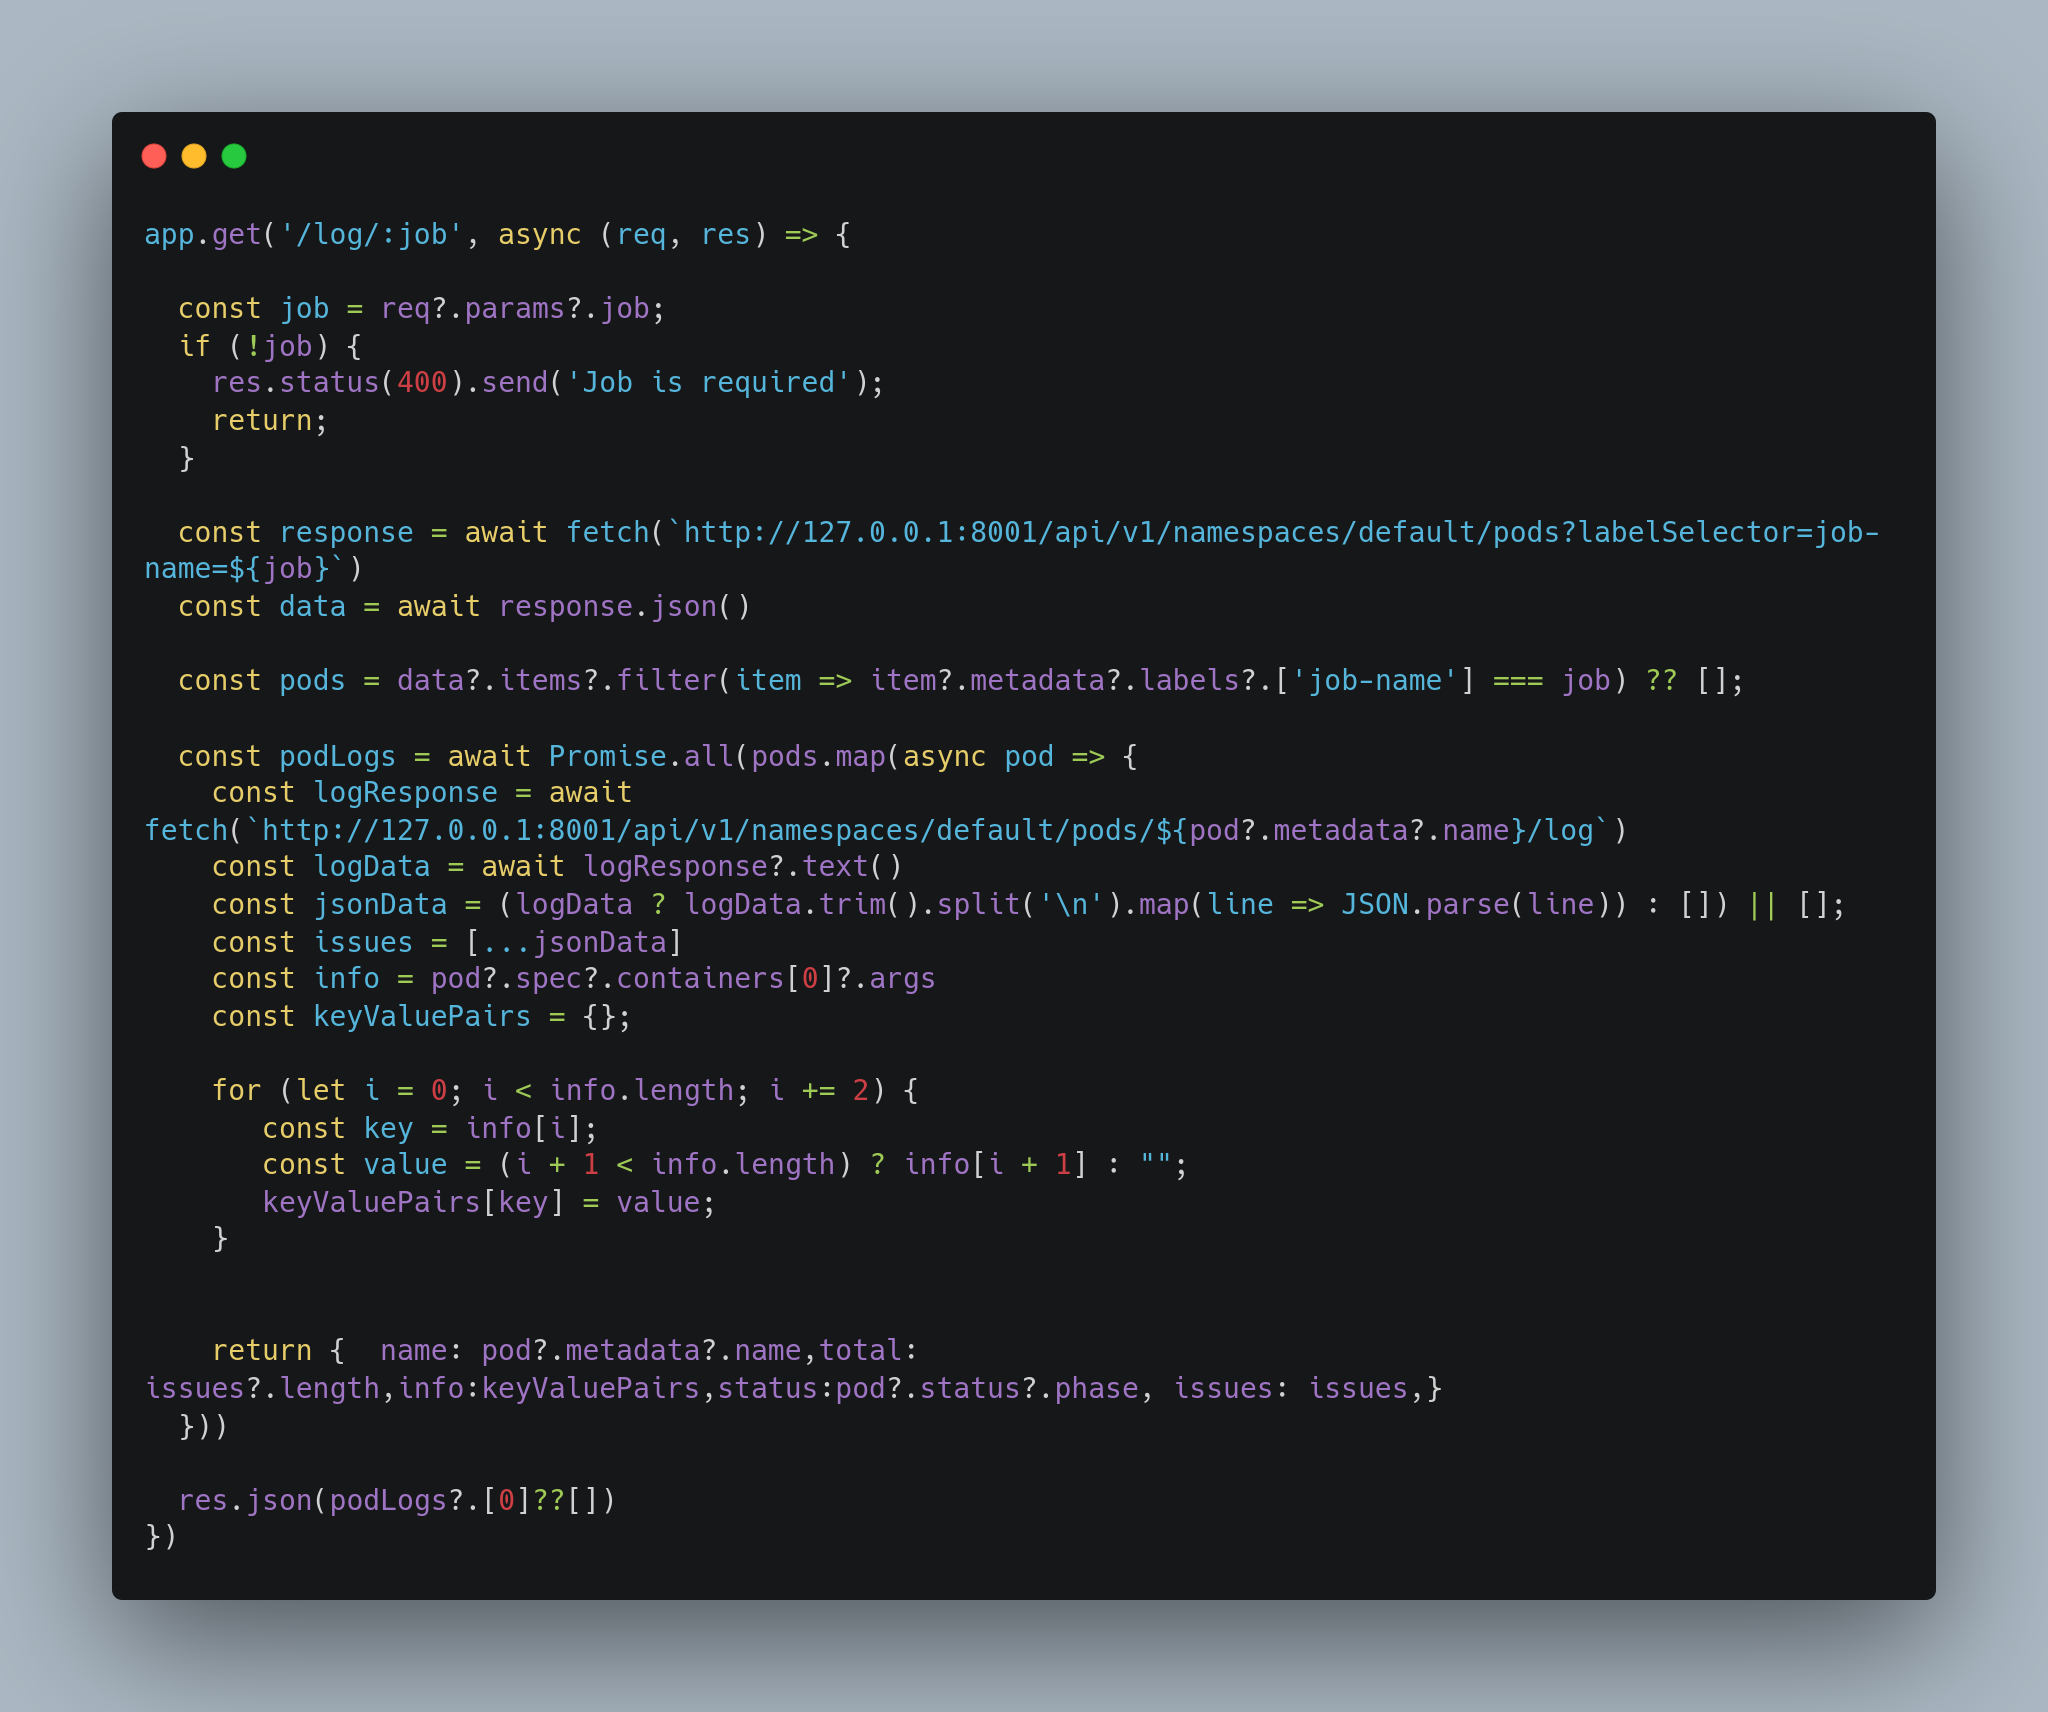 app.get('/log/:job', async (req, res) => {
  const job = req?.params?.job;
  if (!job) {
    res.status(400).send('Job is required');
    return;
  }
  const response = await fetch(`http://127.0.0.1:8001/api/v1/namespaces/default/pods?labelSelector=job-
name=${job}`)
  const data = await response.json()
  const pods = data?.items?.filter(item => item?.metadata?.labels?.['job-name'] === job) ?? [];
  const podLogs = await Promise.all(pods.map(async pod => {
    const logResponse = await
fetch(`http://127.0.0.1:8001/api/v1/namespaces/default/pods/${pod?.metadata?.name}/log`)
    const logData = await logResponse?.text()
    const jsonData = (logData ? logData.trim().split('\n').map(line => JSON.parse(line)) : []) || [];
    const issues = [...jsonData]
    const info = pod?.spec?.containers[0]?.args
    const keyValuePairs = {};
    for (let i = 0; i < info.length; i += 2) {
       const key = info[i];
       const value = (i + 1 < info.length) ? info[i + 1] : "";
       keyValuePairs[key] = value;
    }
    return {  name: pod?.metadata?.name,total:
issues?.length,info:keyValuePairs,status:pod?.status?.phase, issues: issues,}
  }))
  res.json(podLogs?.[0]??[])
})